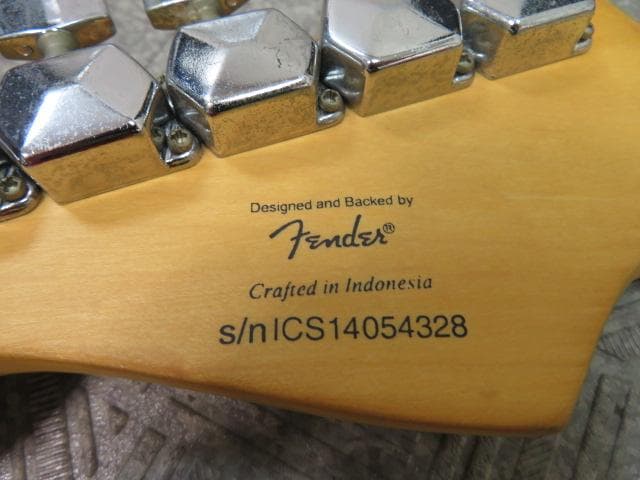 Designed and Backed by
Fender®
Crafted in Indonesia
s/n ICS14054328